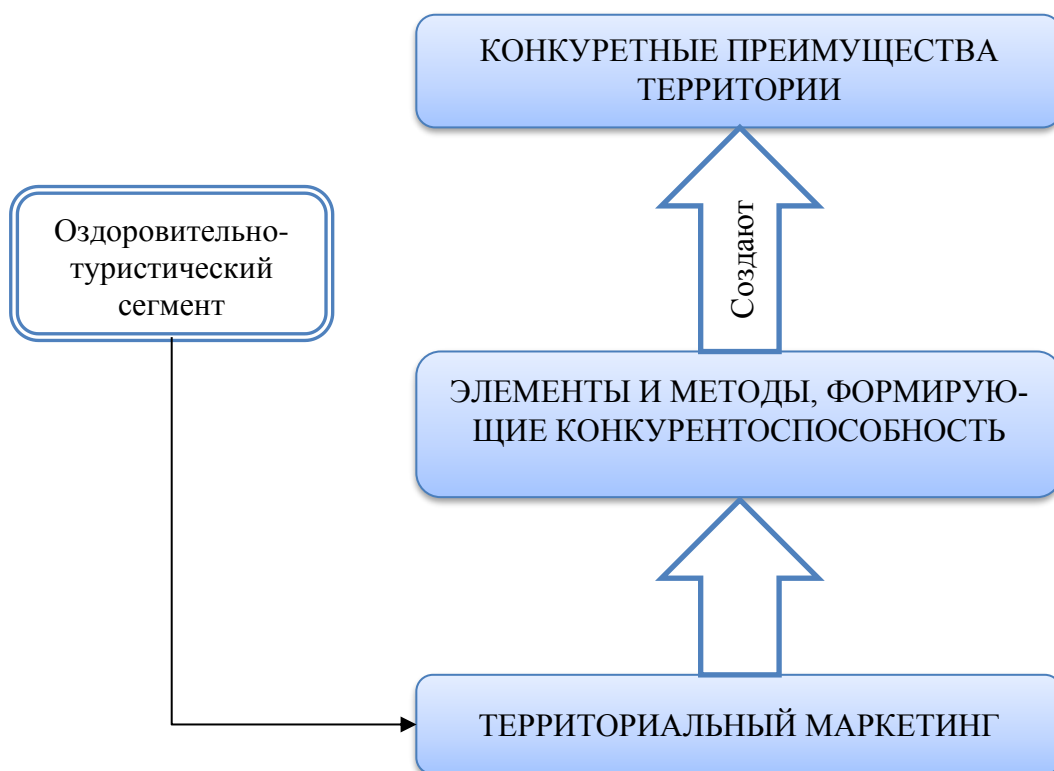 КОНКУРЕТНЫЕ ПРЕИМУЩЕСТВА
ТЕРРИТОРИИ
Создают
Оздоровительно-
туристический
сегмент
ЭЛЕМЕНТЫ И МЕТОДЫ, ФОРМИРУЮ-
ЩИЕ КОНКУРЕНТОСПОСОБНОСТЬ
ТЕРРИТОРИАЛЬНЫЙ МАРКЕТИНГ